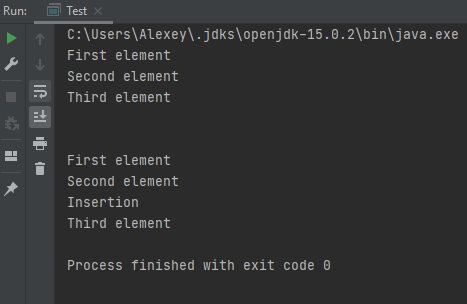 Run: Test
C:\Users\Alexey\.jdks\openjdk-15.0.2\bin\java.exe
First element
Second element
Third element
First element
Second element
Insertion
Third element
Process finished with exit code 0